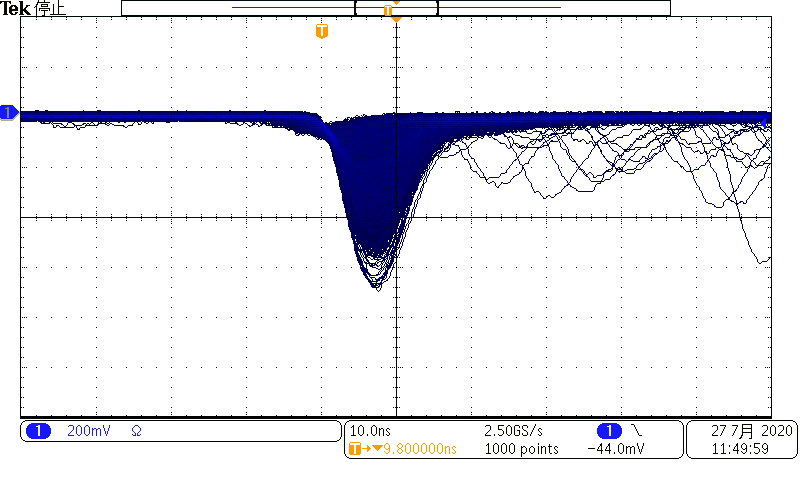 Tek 停止
T
T
1
1 200mV Ω
10.0ns 2.50GS/s 1
T→▼9.800000ns 1000 points −44.0mV
27 7月 2020
11:49:59